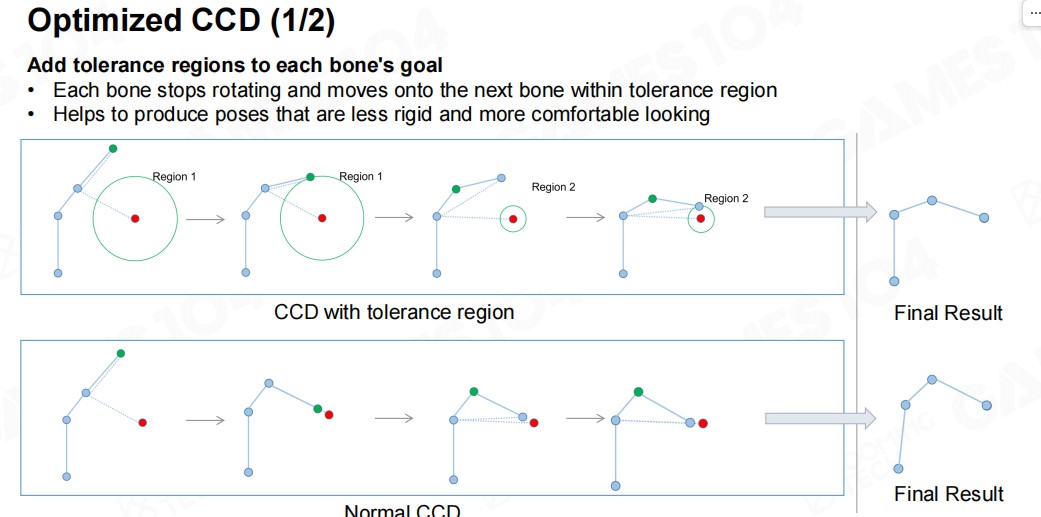 Optimized CCD (1/2)
Add tolerance regions to each bone's goal
• Each bone stops rotating and moves onto the next bone within tolerance region
• Helps to produce poses that are less rigid and more comfortable looking
Region 1
Region 1
Region 2
Region 2
CCD with tolerance region
Final Result
Normal CCD
Final Result